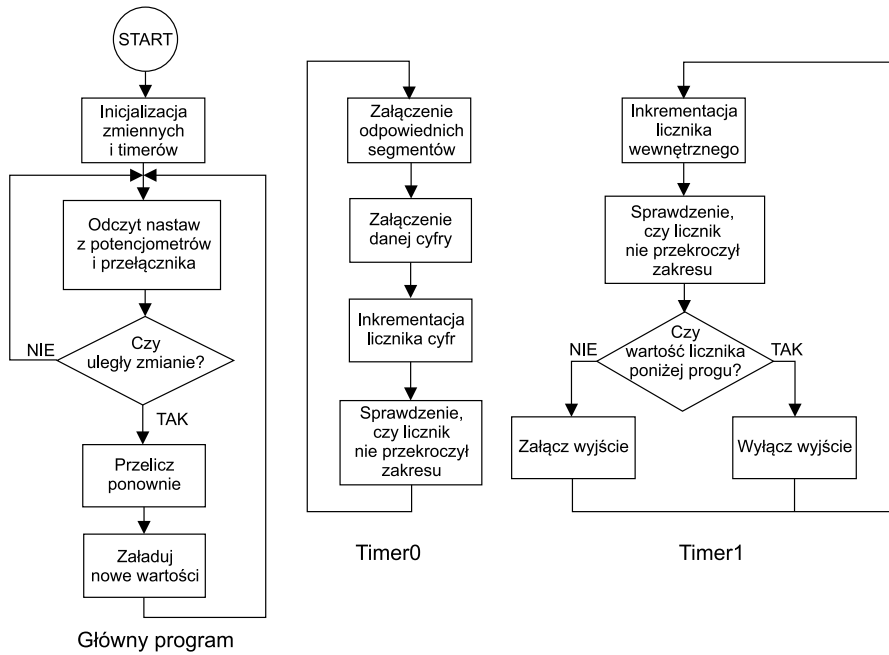 START
Inicjalizacja
zmiennych
i timerów
Odczyt nastaw
z potencjometrów
i przełącznika
Czy
uległy zmianie?
NIE
TAK
Przelicz
ponownie
Załaduj
nowe wartości
Główny program
Załączenie
odpowiednich
segmentów
Załączenie
danej cyfry
Inkrementacja
licznika cyfr
Sprawdzenie,
czy licznik
nie przekroczył
zakresu
Timer0
Inkrementacja
licznika
wewnętrznego
Sprawdzenie,
czy licznik
nie przekroczył
zakresu
Czy
wartość licznika
poniżej progu?
NIE
TAK
Załącz wyjście
Wyłącz wyjście
Timer1